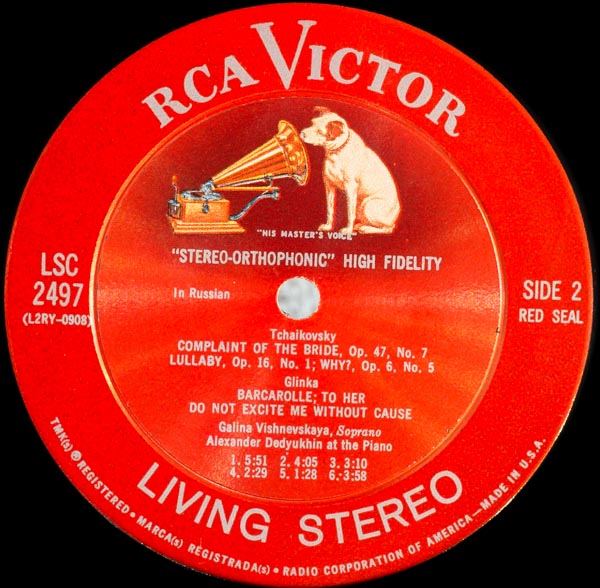 RCA VICTOR
"HIS MASTER'S VOICE"
"STEREO-ORTHOPHONIC" HIGH FIDELITY
LSC
2497
(L2RY-0908)
In Russian
SIDE 2
RED SEAL
Tchaikovsky
COMPLAINT OF THE BRIDE, Op. 47, No. 7
LULLABY, Op. 16, No. 1; WHY?, Op. 6, No. 5
Glinka
BARCAROLLE; TO HER
DO NOT EXCITE ME WITHOUT CAUSE
Galina Vishnevskaya, Soprano
Alexander Dedyukhin at the Piano
1. 5:51 2. 4:05 3. 3:10
4. 2:29 5. 1:28 6. 3:58
LIVING STEREO
TMK(s) ® REGISTERED • MARCA(s) REGISTRADA(s) • RADIO CORPORATION OF AMERICA—MADE IN U.S.A.